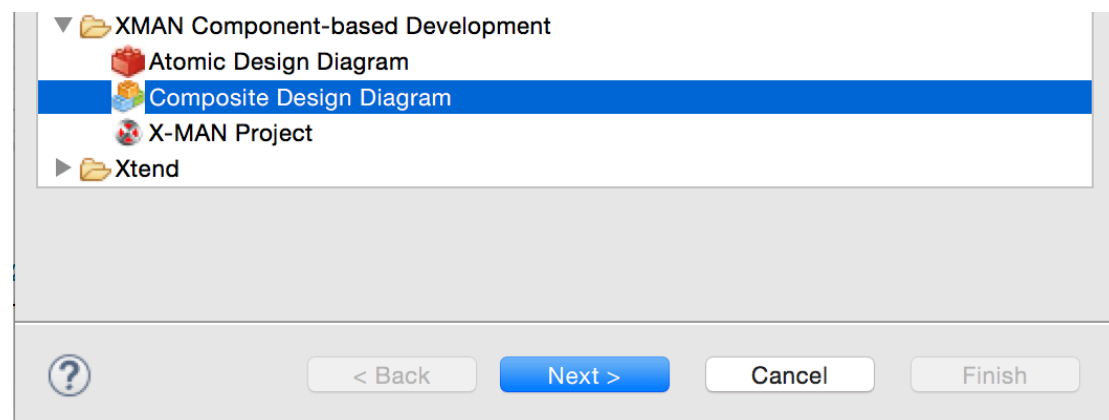 XMAN Component-based Development
Atomic Design Diagram
Composite Design Diagram
X-MAN Project
Xtend
?
< Back Next > Cancel Finish